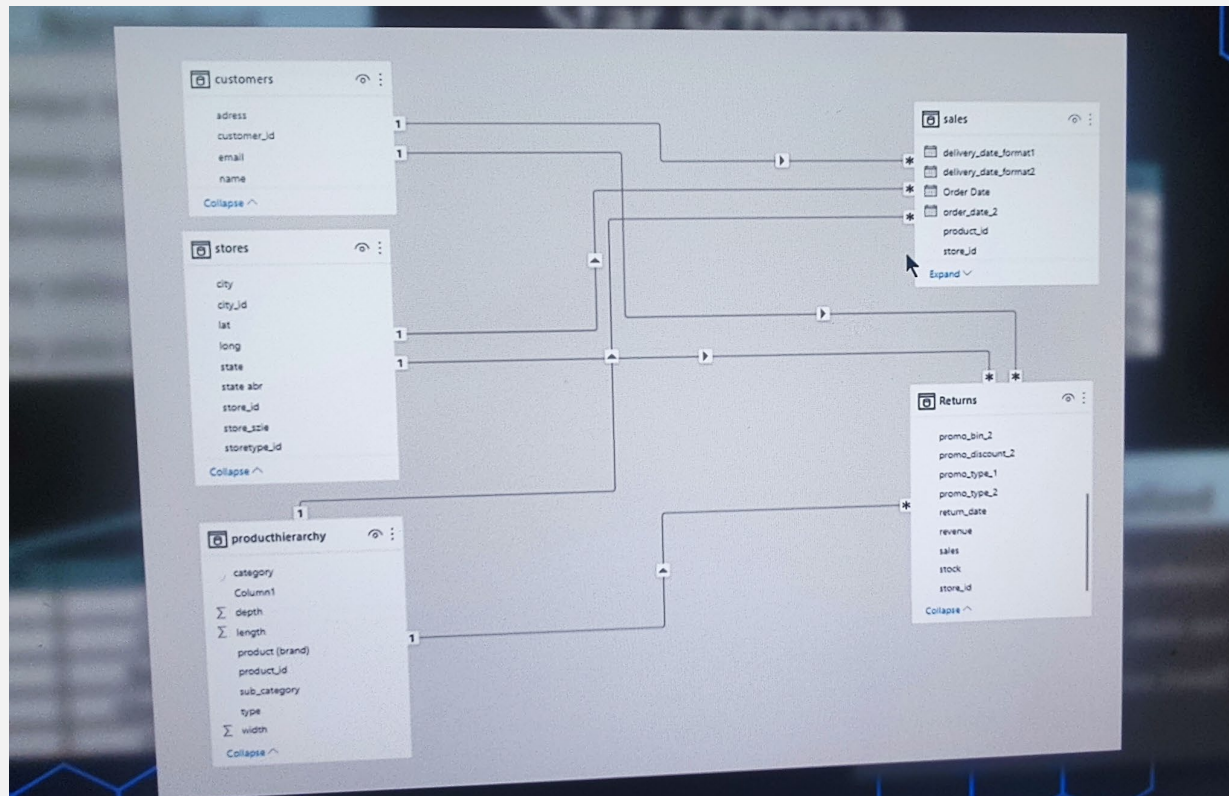 Star schema
customers
adress
customer_id
email
name
Collapse
stores
city
city_id
lat
long
state
state abr
store_id
store_szie
storetype_id
Collapse
producthierarchy
category
Column1
depth
length
product (brand)
product_id
sub_category
type
width
Collapse
1
1
1
1
1
1
sales
delivery_date_format1
delivery_date_format2
Order Date
order_date_2
product_id
store_id
Expand
Returns
promo_bin_2
promo_discount_2
promo_type_1
promo_type_2
return_date
revenue
sales
stock
store_id
Collapse
*
*
*
*
*
*